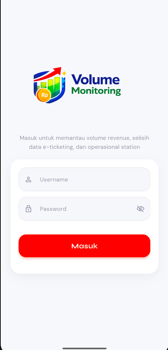 Volume
Monitoring
Masuk untuk memantau volume revenue, selisih
data e-ticketing, dan operasional station
Username
Password
Masuk